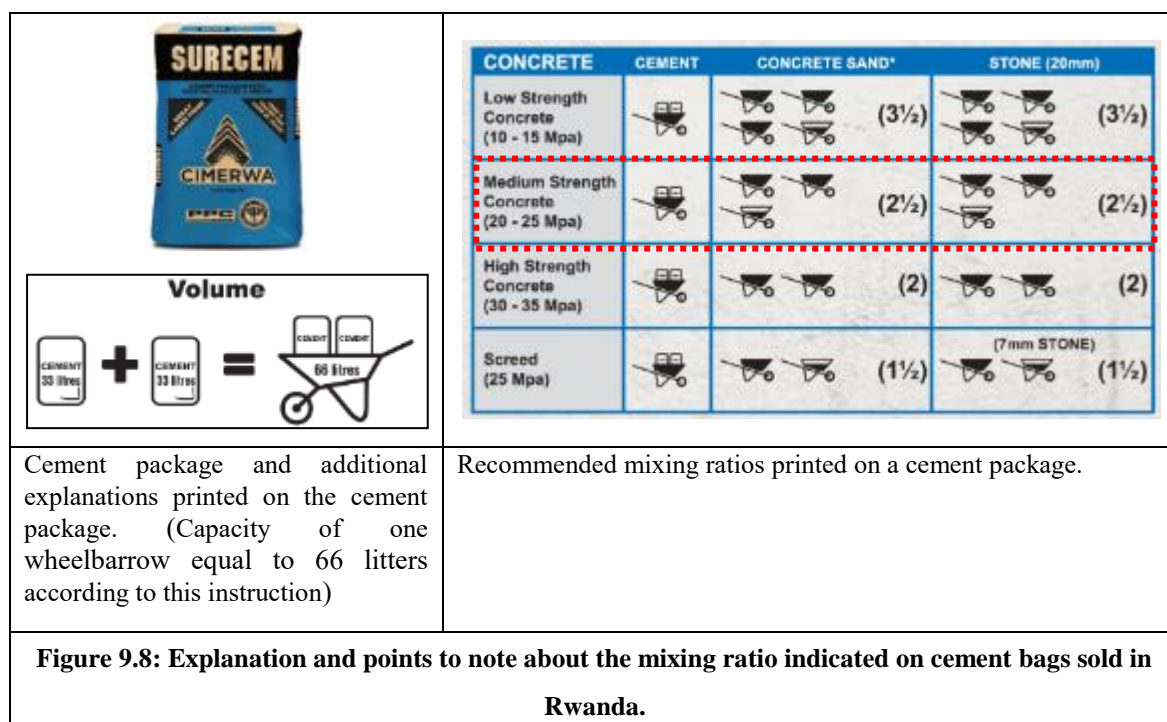 SURECEM
CIMERWA
PPC
Volume
CEMENT
33 litres
CEMENT
33 litres
CEMENT CEMENT
66 litres
CONCRETE CEMENT CONCRETE SAND* STONE (20mm)
Low Strength
Concrete
(10 - 15 Mpa)
(3½) (3½)
Medium Strength
Concrete
(20 - 25 Mpa)
(2½) (2½)
High Strength
Concrete
(30 - 35 Mpa)
(2) (2)
(7mm STONE)
Screed
(25 Mpa)
(1½) (1½)
Cement package and additional
explanations printed on the cement
package. (Capacity of one
wheelbarrow equal to 66 litters
according to this instruction)
Recommended mixing ratios printed on a cement package.
Figure 9.8: Explanation and points to note about the mixing ratio indicated on cement bags sold in
Rwanda.